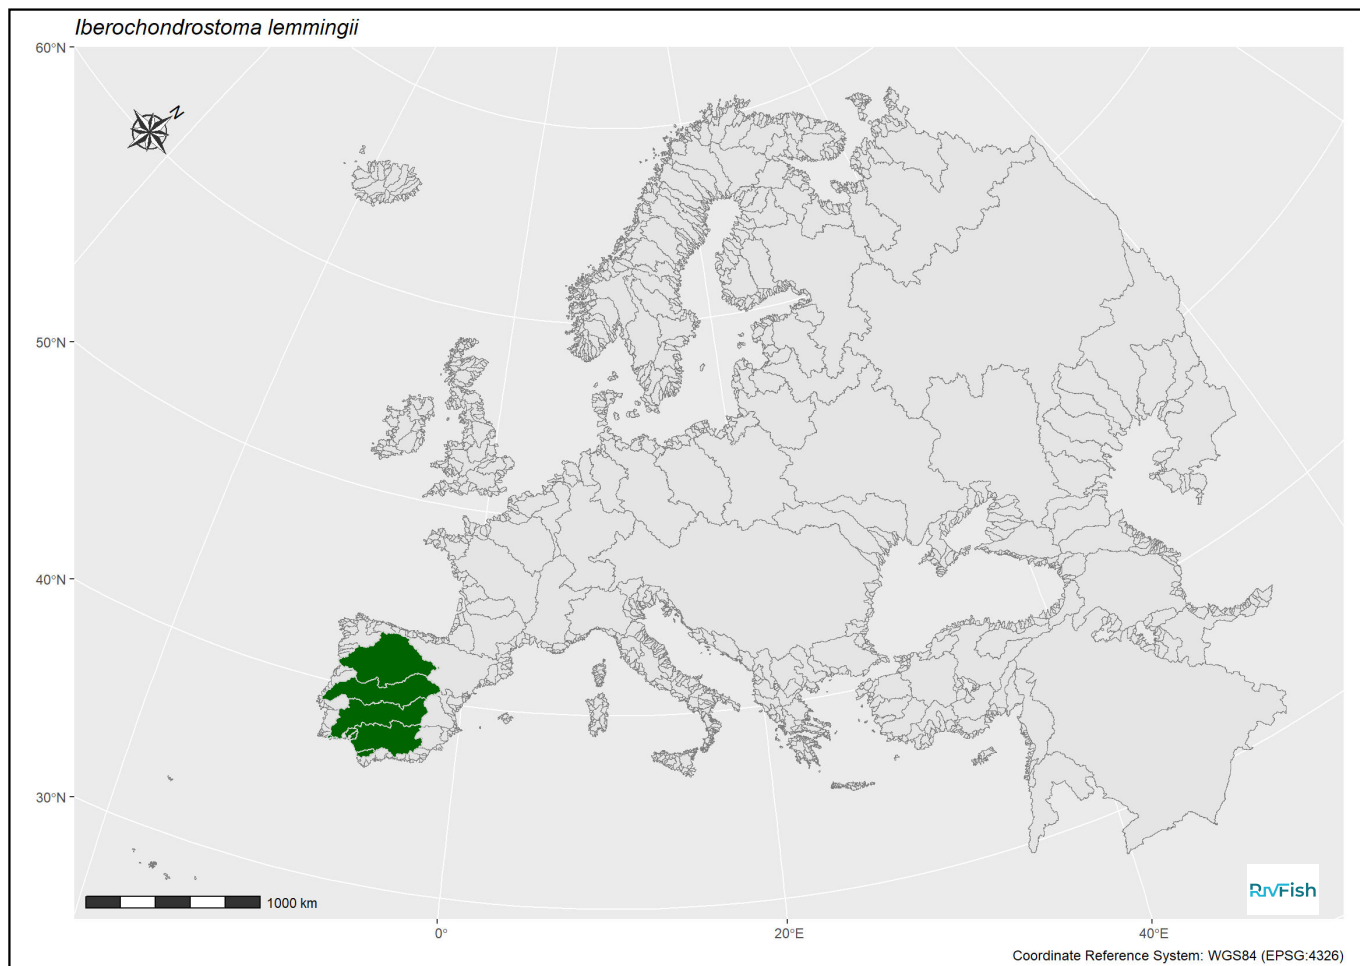 Iberochondrostoma lemmingii
60°N
N
50°N
40°N
30°N
1000 km
RIVFish
0°
20°E
40°E
Coordinate Reference System: WGS84 (EPSG:4326)